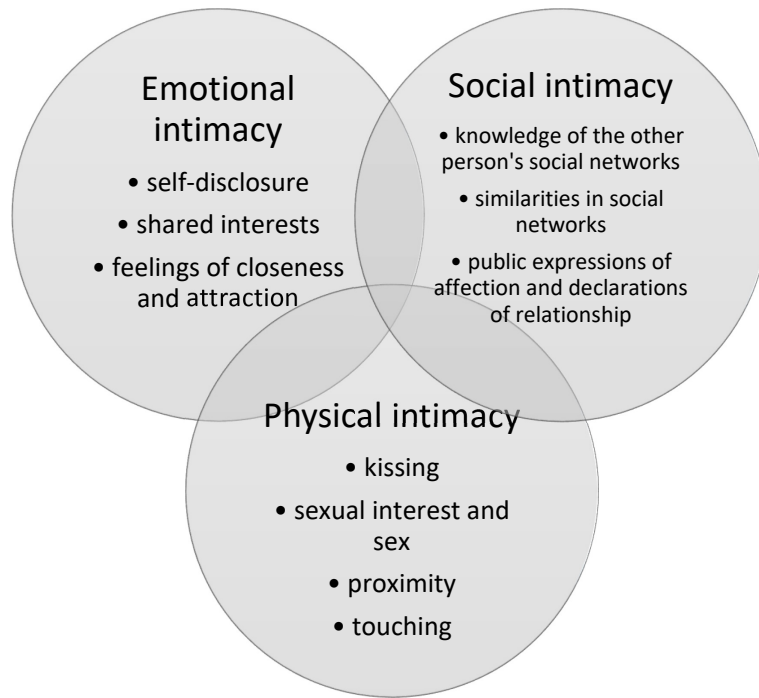 Emotional
intimacy
• self-disclosure
• shared interests
• feelings of closeness
and attraction
Social intimacy
• knowledge of the other
person's social networks
• similarities in social
networks
• public expressions of
affection and declarations
of relationship
Physical intimacy
• kissing
• sexual interest and
sex
• proximity
• touching